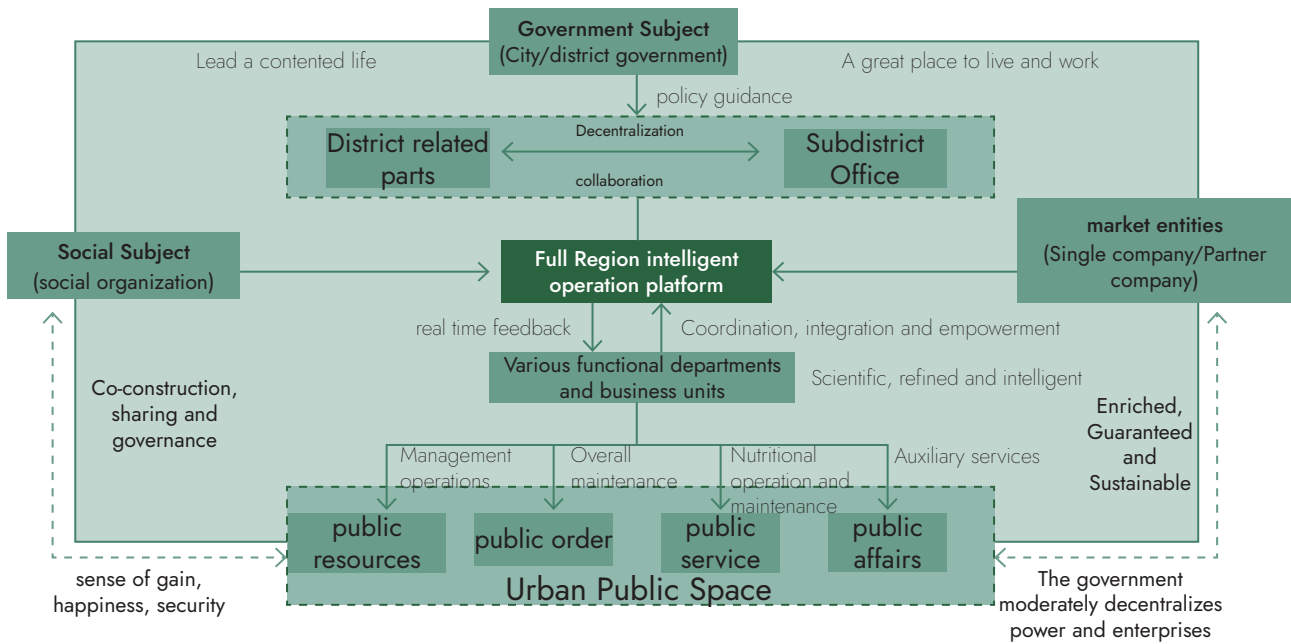 Government Subject
(City/district government)
Lead a contented life
A great place to live and work
policy guidance
Decentralization
District related
parts
Subdistrict
Office
collaboration
Social Subject
(social organization)
Full Region intelligent
operation platform
market entities
(Single company/Partner
company)
real time feedback
Coordination, integration and empowerment
Various functional departments
and business units
Scientific, refined and intelligent
Co-construction,
sharing and
governance
Enriched,
Guaranteed
and
Sustainable
Management
operations
Overall
maintenance
Nutritional
operation and
maintenance
Auxiliary services
public
resources
public order
public
service
public
affairs
Urban Public Space
sense of gain,
happiness, security
The government
moderately decentralizes
power and enterprises